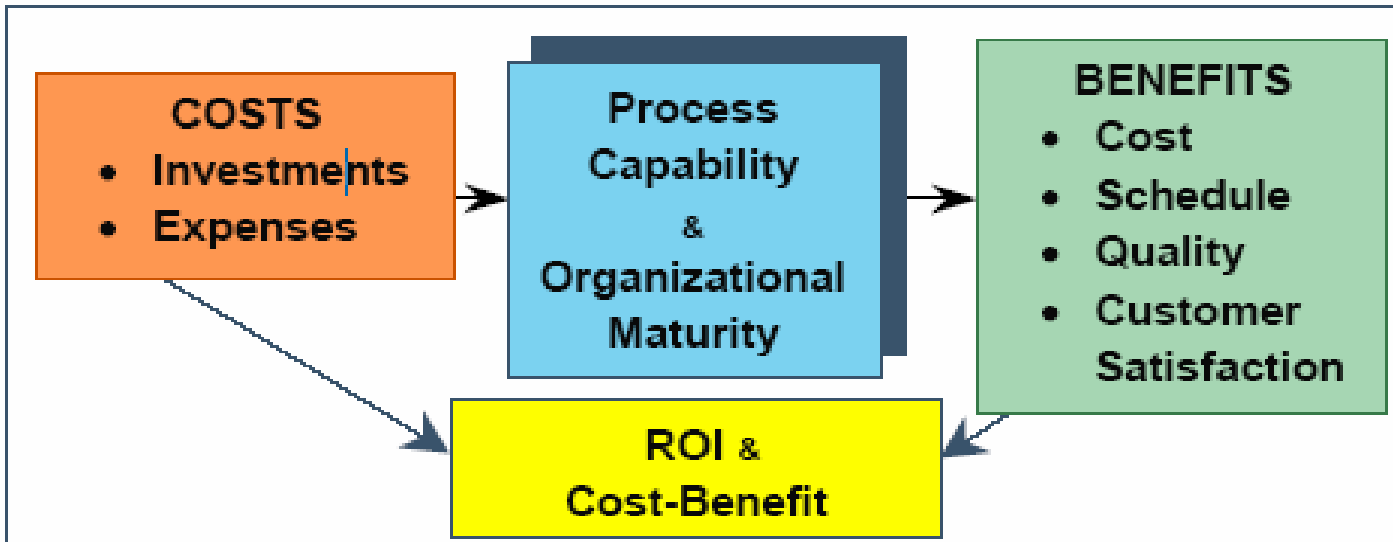 COSTS
• Investments
• Expenses
Process
Capability
&
Organizational
Maturity
BENEFITS
• Cost
• Schedule
• Quality
• Customer
Satisfaction
ROI &
Cost-Benefit